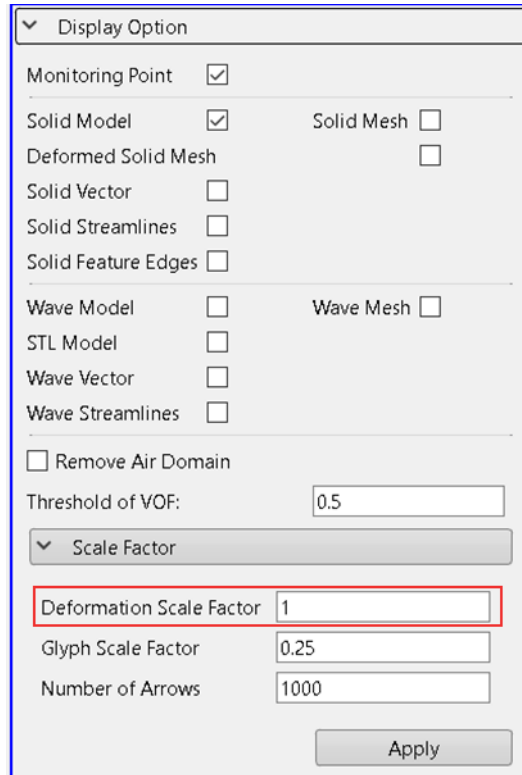 Display Option
Monitoring Point
Solid Model Solid Mesh
Deformed Solid Mesh
Solid Vector
Solid Streamlines
Solid Feature Edges
Wave Model Wave Mesh
STL Model
Wave Vector
Wave Streamlines
Remove Air Domain
Threshold of VOF: 0.5
Scale Factor
Deformation Scale Factor 1
Glyph Scale Factor 0.25
Number of Arrows 1000
Apply